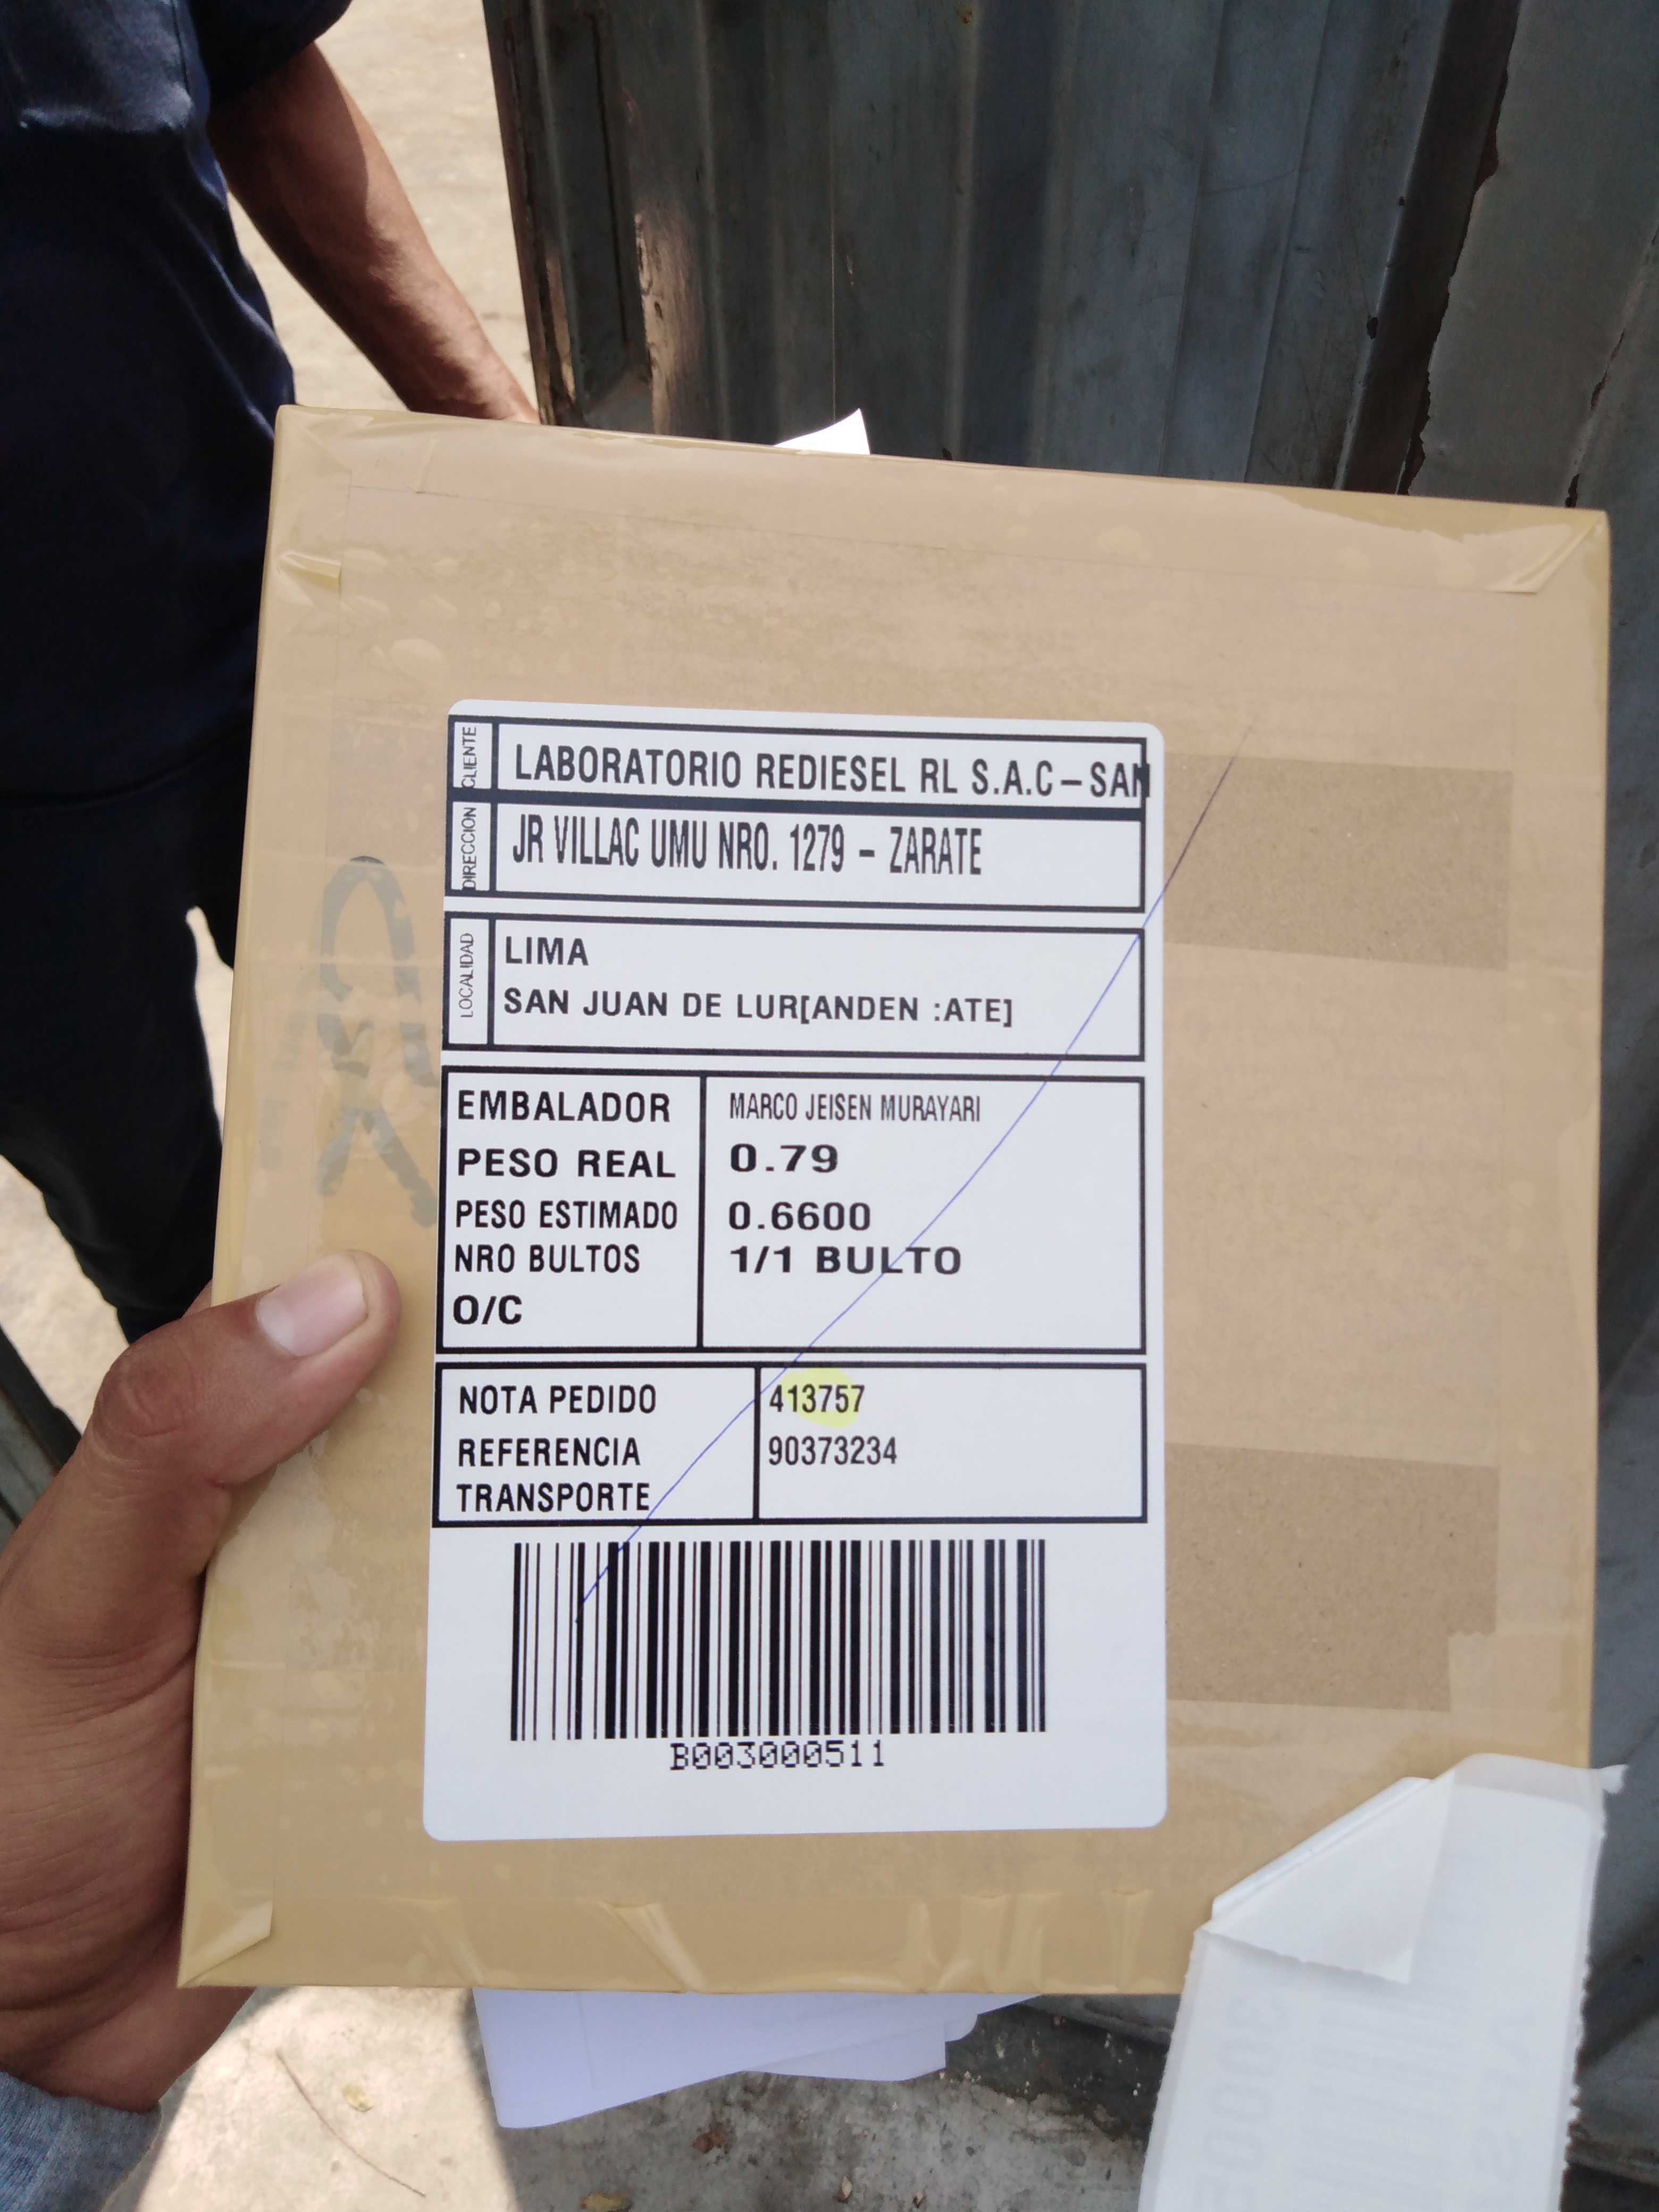 CLIENTE
LABORATORIO REDIESEL RL S.A.C - SAN
DIRECCION
JR VILLAC UMU NRO. 1279 - ZARATE
LOCALIDAD
LIMA
SAN JUAN DE LUR[ANDEN :ATE]
EMBALADOR MARCO JEISEN MURAYARI
PESO REAL 0.79
PESO ESTIMADO 0.6600
NRO BULTOS 1/1 BULTO
O/C
NOTA PEDIDO 413757
REFERENCIA 90373234
TRANSPORTE
B003000511